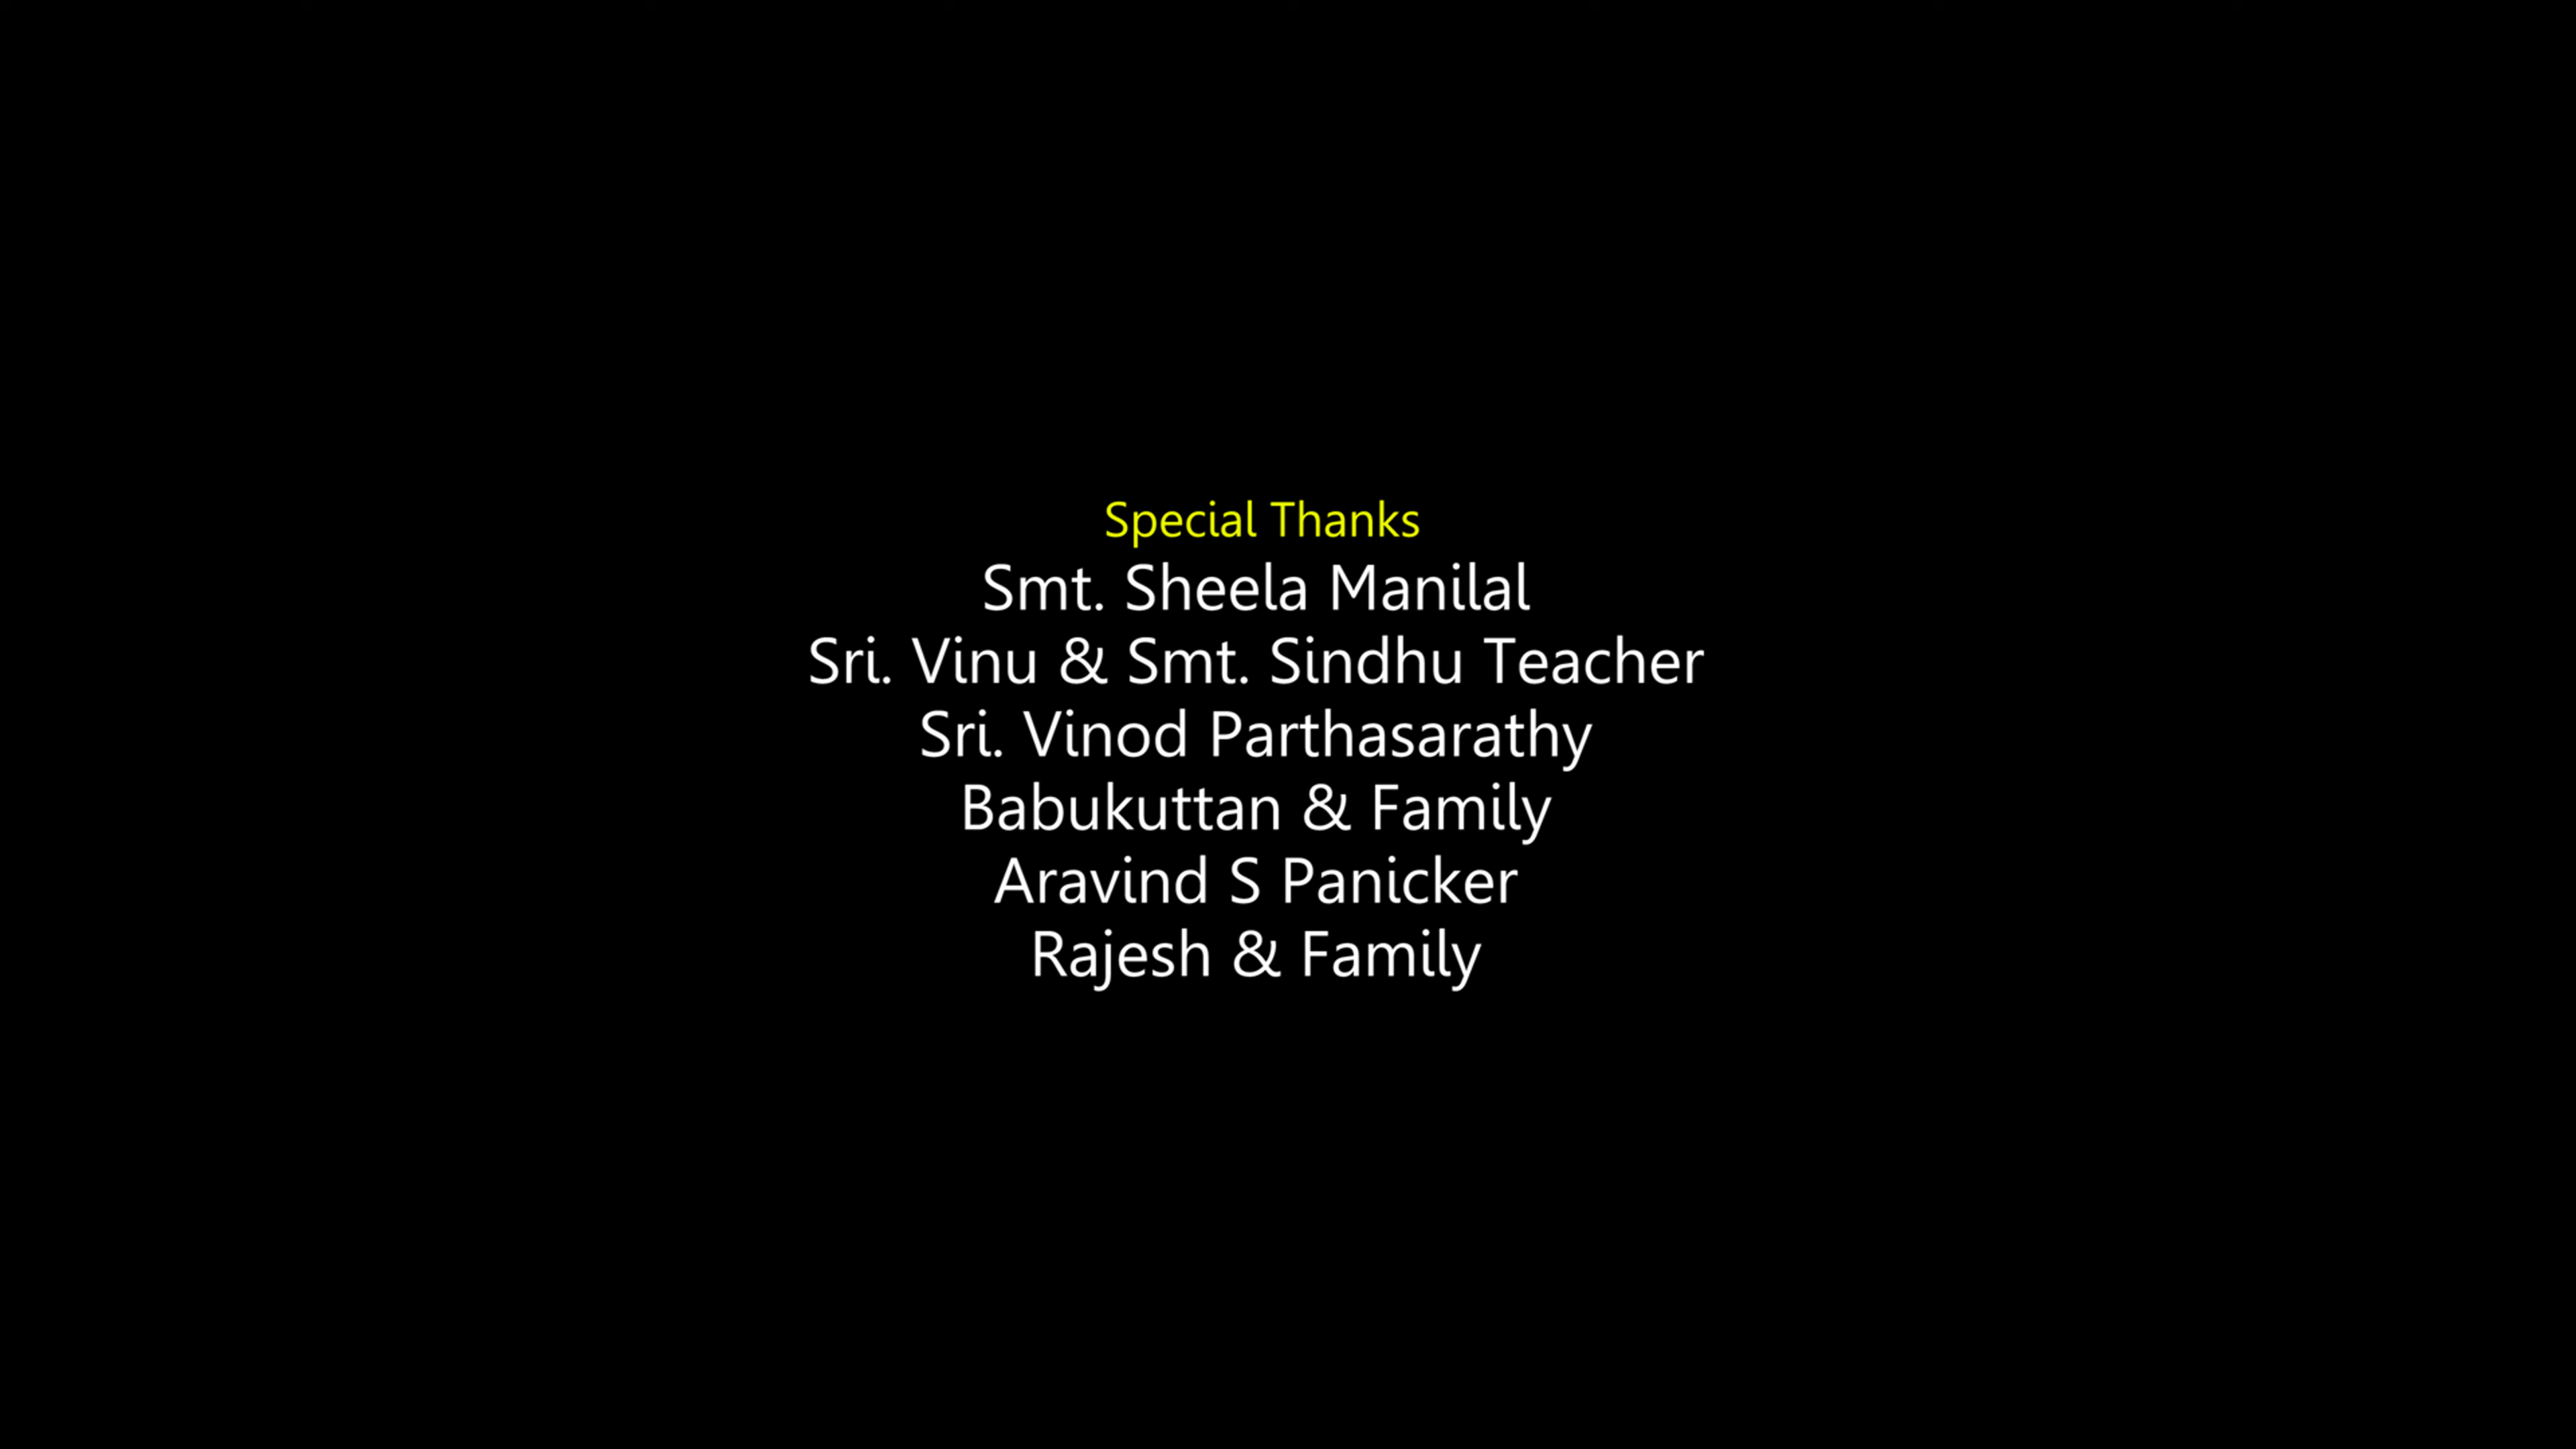 Special Thanks
Smt. Sheela Manilal
Sri. Vinu & Smt. Sindhu Teacher
Sri. Vinod Parthasarathy
Babukuttan & Family
Aravind S Panicker
Rajesh & Family